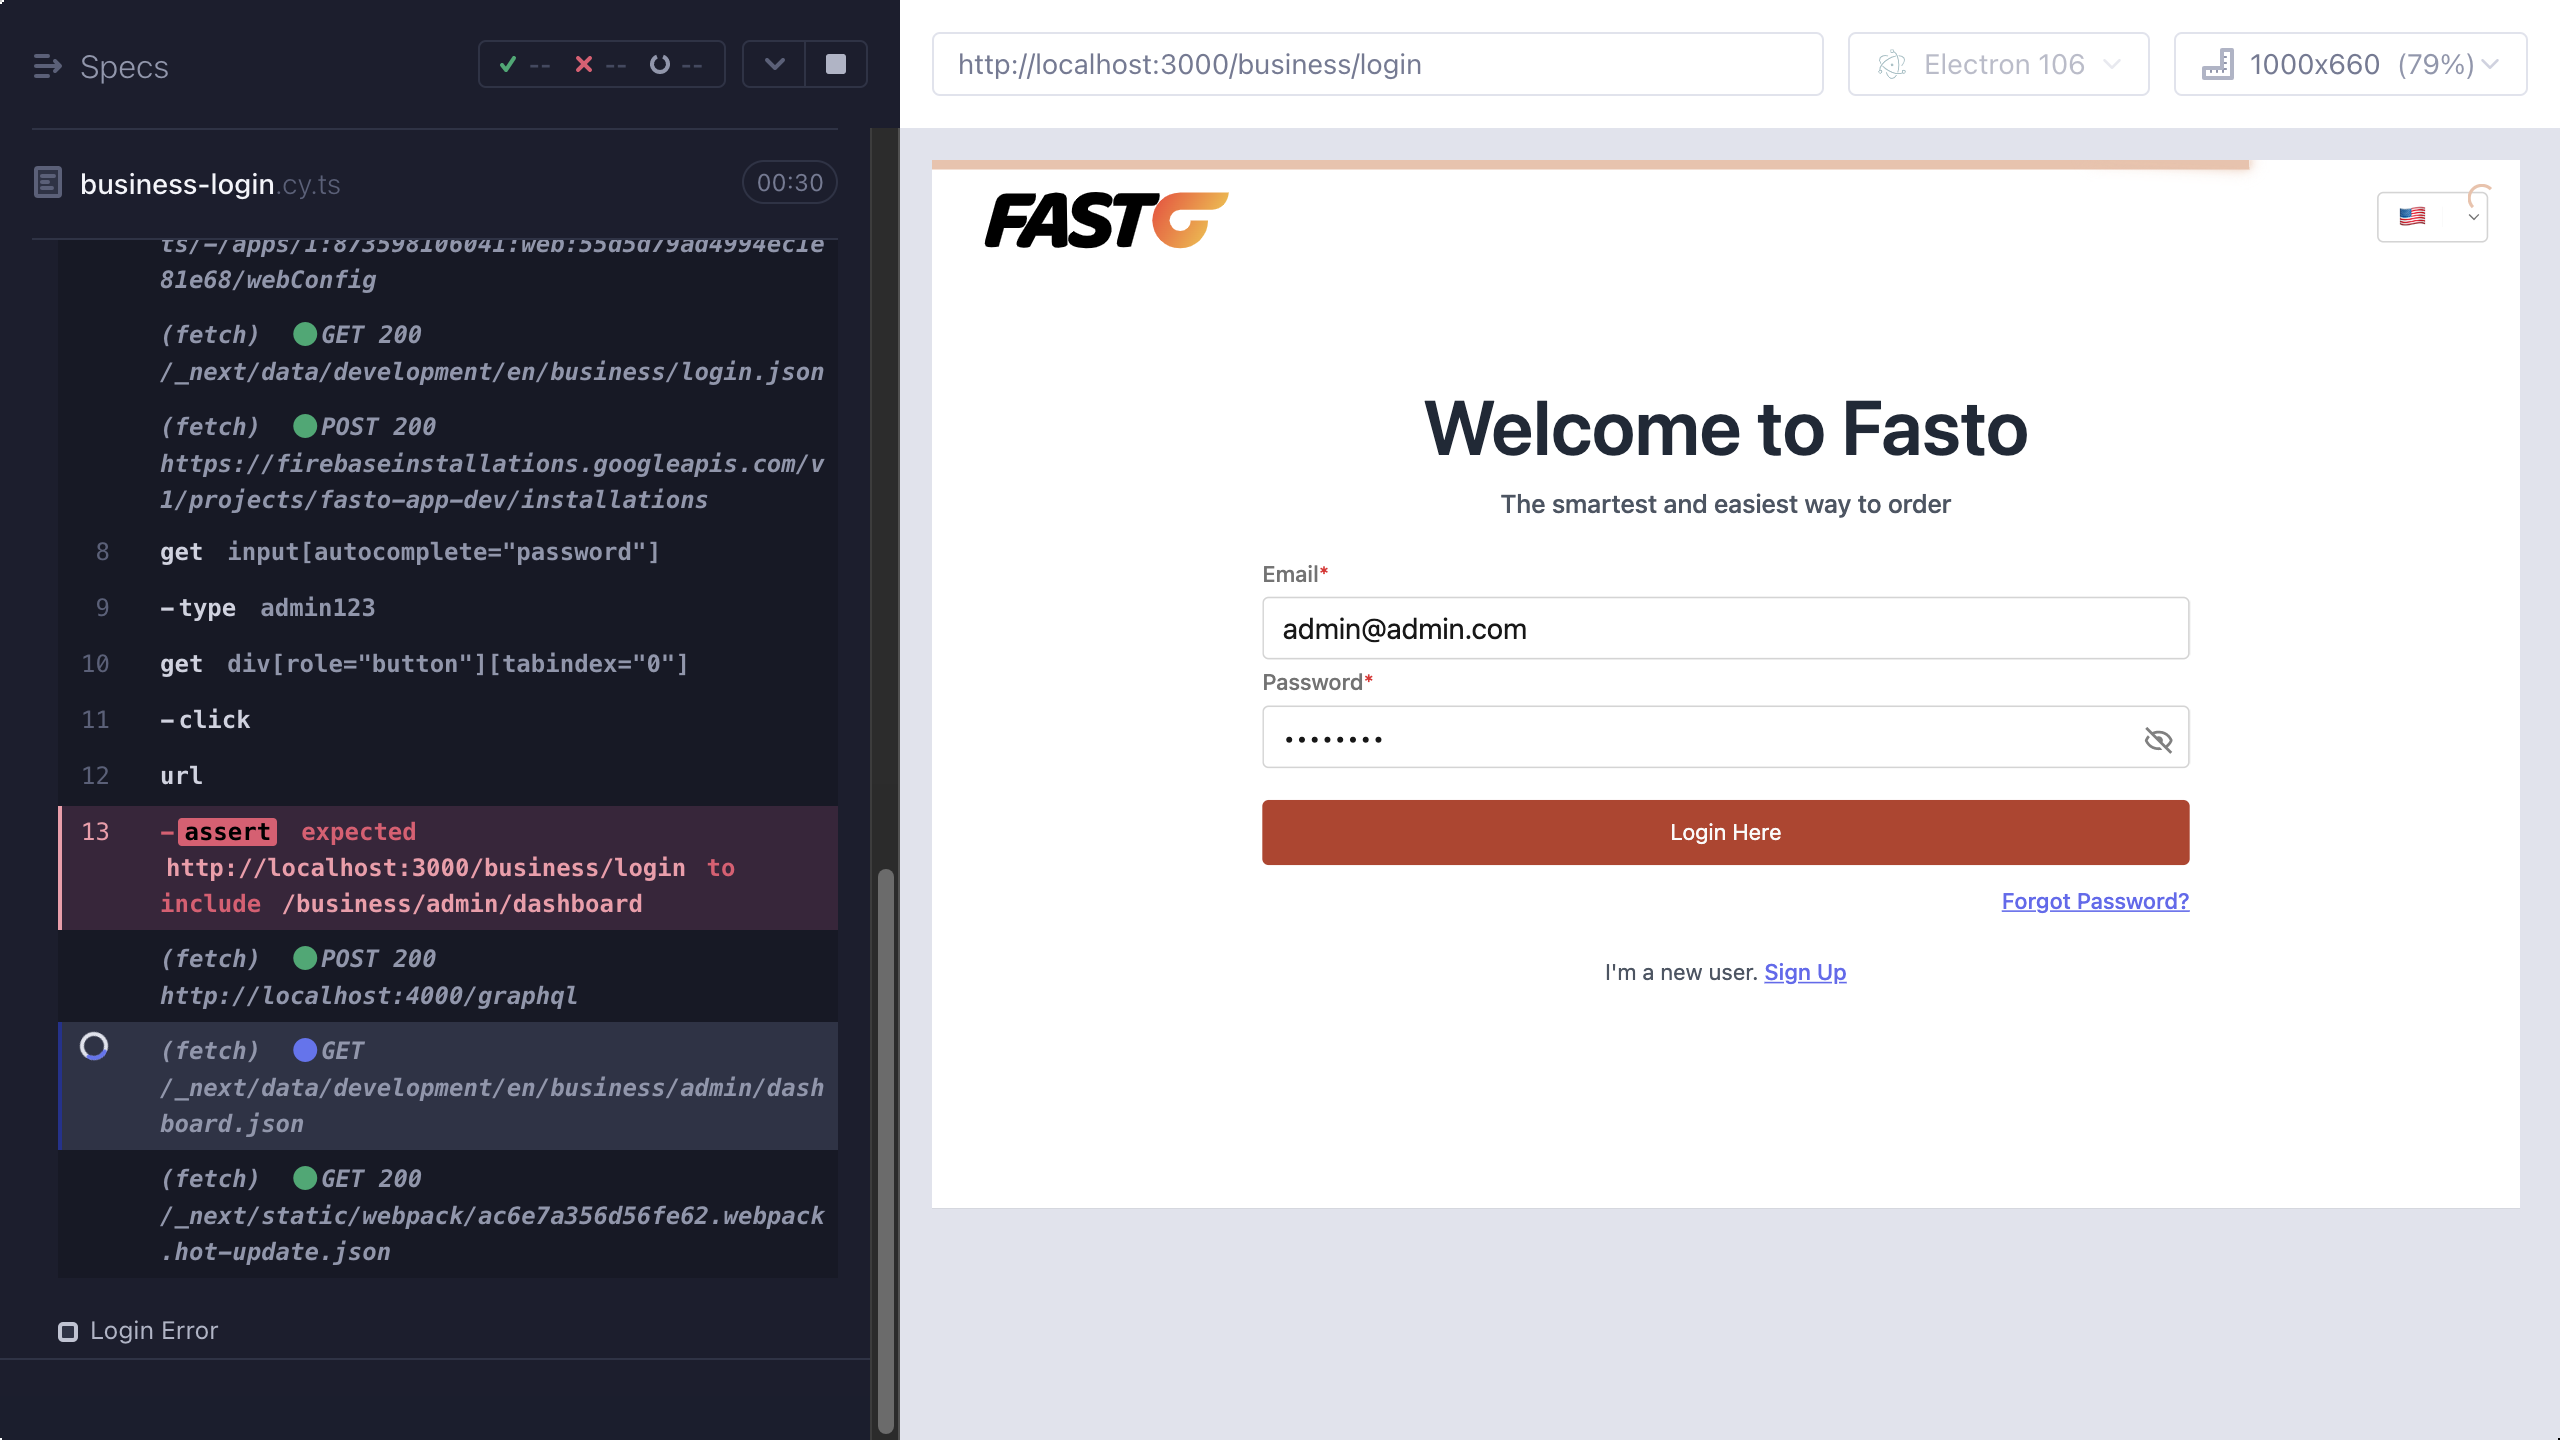 Specs
-- -- --
http://localhost:3000/business/login
Electron 106
1000x660 (79%)
business-login.cy.ts
00:30
ts/-/apps/1:873598106041:web:55d5d79ad4994ec1e
81e68/webConfig
(fetch) GET 200
/_next/data/development/en/business/login.json
(fetch) POST 200
https://firebaseinstallations.googleapis.com/v
1/projects/fasto-app-dev/installations
8 get input[autocomplete="password"]
9 -type admin123
10 get div[role="button"][tabindex="0"]
11 -click
12 url
13 -assert expected
http://localhost:3000/business/login to
include /business/admin/dashboard
(fetch) POST 200
http://localhost:4000/graphql
(fetch) GET
/_next/data/development/en/business/admin/dash
board.json
(fetch) GET 200
/_next/static/webpack/ac6e7a356d56fe62.webpack
.hot-update.json
Login Error
FASTO
Welcome to Fasto
The smartest and easiest way to order
Email*
admin@admin.com
Password*
••••••••
Login Here
Forgot Password?
I'm a new user. Sign Up